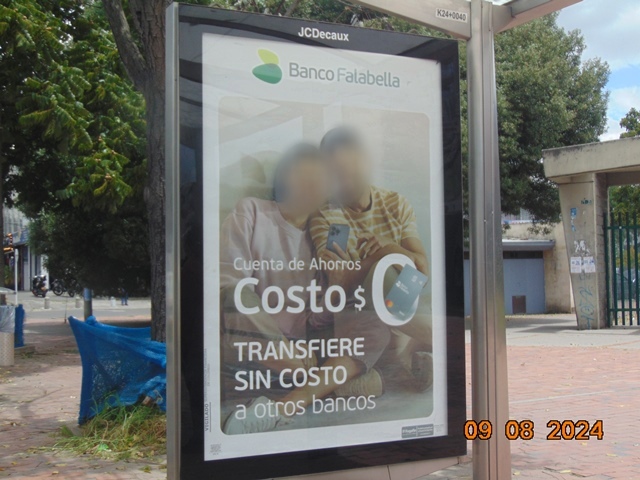 K24+0040
JCDecaux
Banco Falabella
Cuenta de Ahorros
Costo $0
TRANSFIERE
SIN COSTO
a otros bancos
09 08 2024